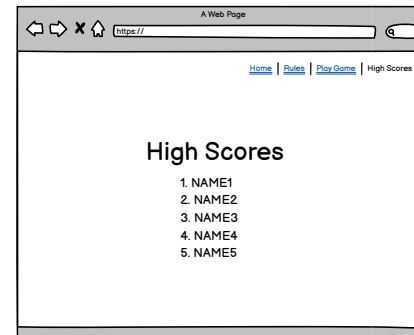 A Web Page
https://
Home | Rules | Play Game | High Scores
High Scores
1. NAME1
2. NAME2
3. NAME3
4. NAME4
5. NAME5